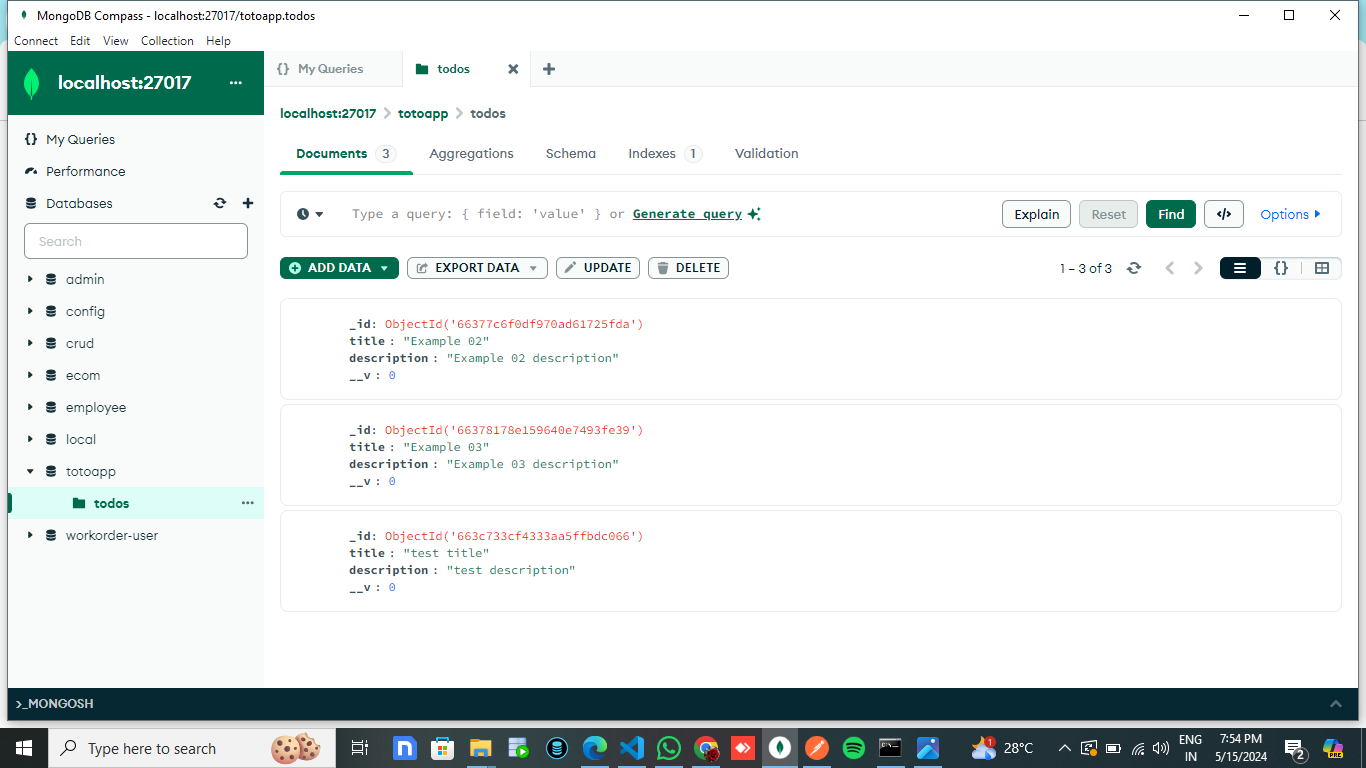 MongoDB Compass - localhost:27017/totoapp.todos
Connect Edit View Collection Help
localhost:27017 ...
{} My Queries
todos
localhost:27017 > totoapp > todos
My Queries
Performance
Databases
Search
admin
config
crud
ecom
employee
local
totoapp
todos ...
workorder-user
Documents 3 Aggregations Schema Indexes 1 Validation
Type a query: { field: 'value' } or Generate query
Explain Reset Find </> Options
ADD DATA EXPORT DATA UPDATE DELETE
1 – 3 of 3 {}
_id: ObjectId('66377c6f0df970ad61725fda')
title : "Example 02"
description : "Example 02 description"
__v : 0
_id: ObjectId('66378178e159640e7493fe39')
title : "Example 03"
description : "Example 03 description"
__v : 0
_id: ObjectId('663c733cf4333aa5ffbdc066')
title : "test title"
description : "test description"
__v : 0
>_MONGOSH
Type here to search
1
28°C
ENG
IN
7:54 PM
5/15/2024
2
PRE